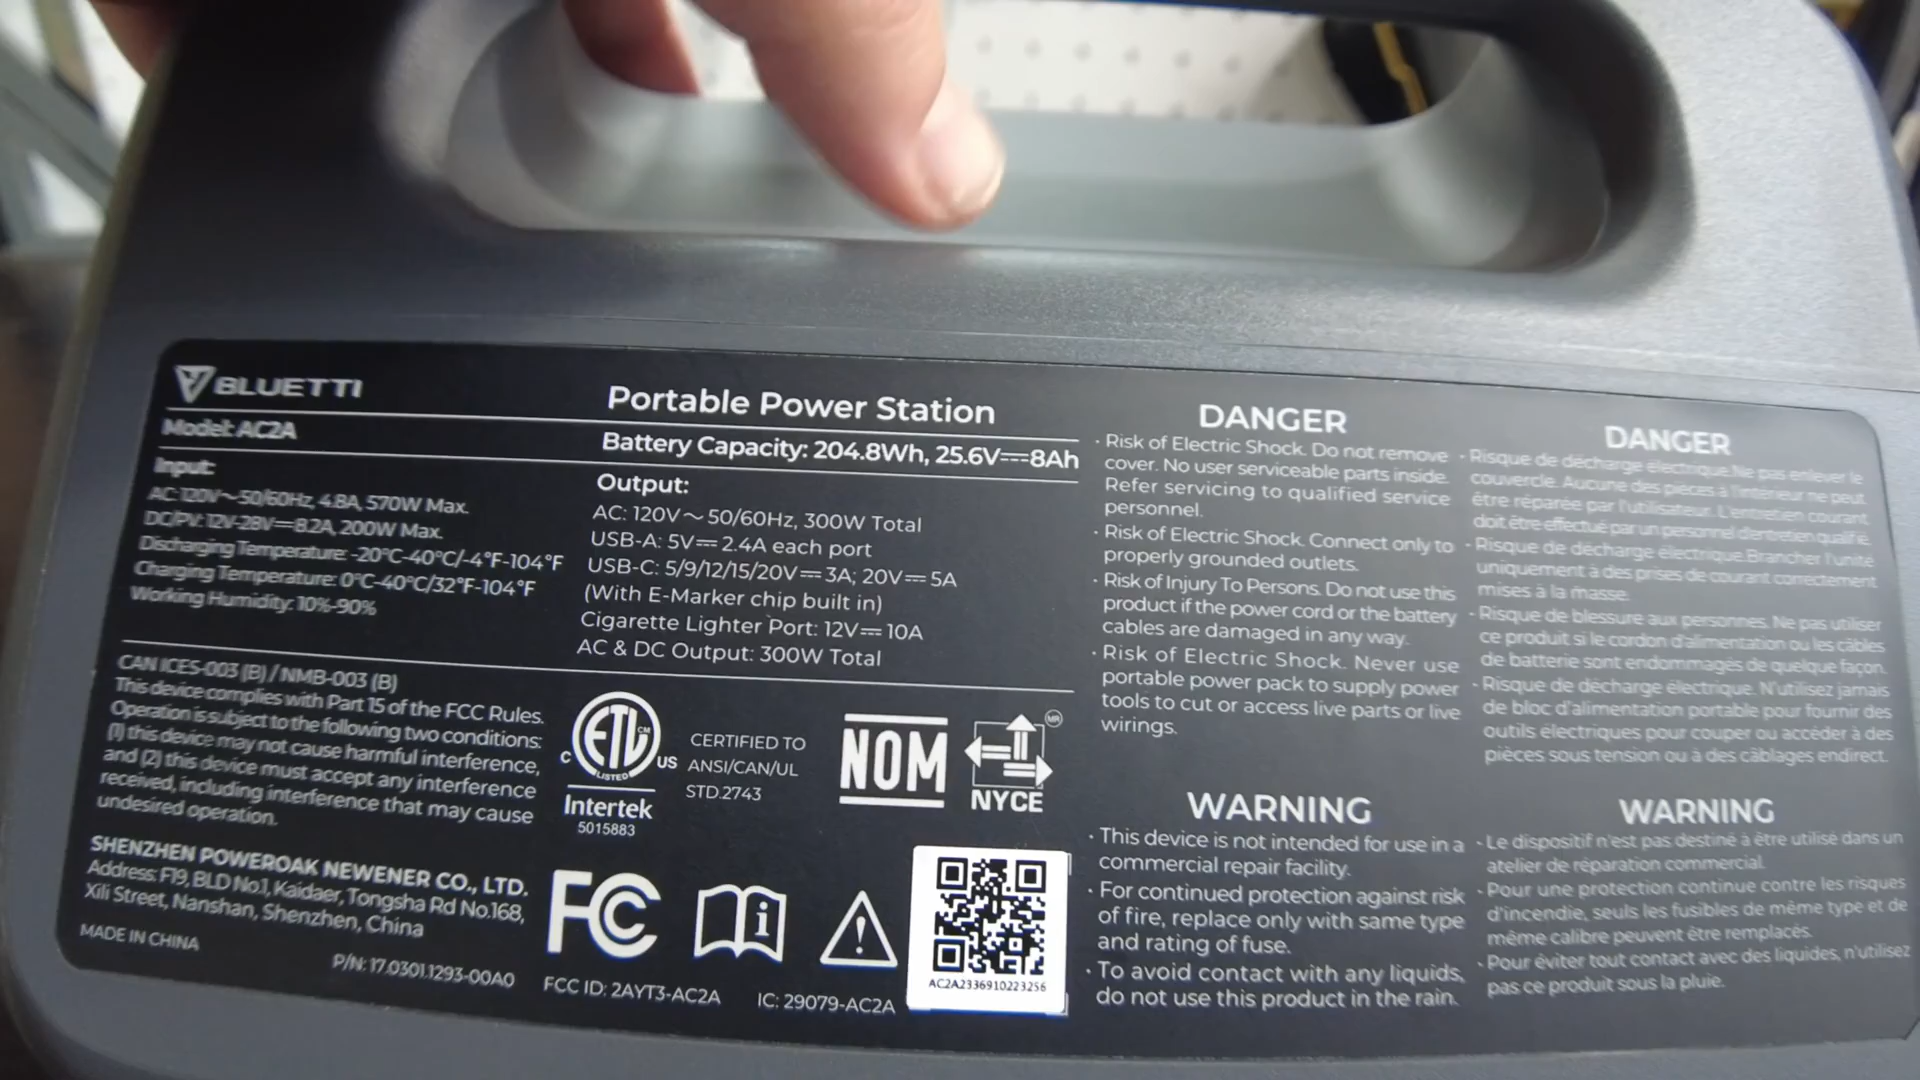 BLUETTI
Model: AC2A
Input:
AC: 120V~50/60Hz, 4.8A, 570W Max.
DC/PV: 12V-28V⎓8.2A, 200W Max.
Discharging Temperature: -20°C-40°C/-4°F-104°F
Charging Temperature: 0°C-40°C/32°F-104°F
Working Humidity: 10%-90%
Portable Power Station
Battery Capacity: 204.8Wh, 25.6V⎓8Ah
Output:
AC: 120V~50/60Hz, 300W Total
USB-A: 5V⎓2.4A each port
USB-C: 5/9/12/15/20V⎓3A; 20V⎓5A
(With E-Marker chip built in)
Cigarette Lighter Port: 12V⎓10A
AC & DC Output: 300W Total
CAN ICES-003 (B) / NMB-003 (B)
This device complies with Part 15 of the FCC Rules.
Operation is subject to the following two conditions:
(1) this device may not cause harmful interference,
and (2) this device must accept any interference
received, including interference that may cause
undesired operation.
SHENZHEN POWEROAK NEWENER CO., LTD.
Address: F19, BLD No.1, Kaidaer, Tongsha Rd No.168,
Xili Street, Nanshan, Shenzhen, China
MADE IN CHINA
P/N: 17.0301.1293-00A0
ETL CM
LISTED
C US
Intertek
5015883
CERTIFIED TO
ANSI/CAN/UL
STD.2743
NOM
MR
NYCE
FC
FCC ID: 2AYT3-AC2A
IC: 29079-AC2A
AC2A2336910223256
DANGER
· Risk of Electric Shock. Do not remove
cover. No user serviceable parts inside.
Refer servicing to qualified service
personnel.
· Risk of Electric Shock. Connect only to
properly grounded outlets.
· Risk of Injury To Persons. Do not use this
product if the power cord or the battery
cables are damaged in any way.
· Risk of Electric Shock. Never use
portable power pack to supply power
tools to cut or access live parts or live
wirings.
WARNING
· This device is not intended for use in a
commercial repair facility.
· For continued protection against risk
of fire, replace only with same type
and rating of fuse.
· To avoid contact with any liquids,
do not use this product in the rain.
DANGER
· Risque de décharge électrique.Ne pas enlever le
couvercle. Aucune des pièces à l'intérieur ne peut
être réparée par l'utilisateur. L'entretien courant
doit être effectué par un personnel d'entretien qualifié.
· Risque de décharge électrique.Brancher l'unité
uniquement à des prises de courant correctement
mises à la masse.
· Risque de blessure aux personnes. Ne pas utiliser
ce produit si le cordon d'alimentation ou les câbles
de batterie sont endommagés de quelque façon.
· Risque de décharge électrique. N'utilisez jamais
de bloc d'alimentation portable pour fournir des
outils électriques pour couper ou accéder à des
pièces sous tension ou à des câblages endirect.
WARNING
· Le dispositif n'est pas destiné à être utilisé dans un
atelier de réparation commercial.
· Pour une protection continue contre les risques
d'incendie, seuls les fusibles de même type et de
même calibre peuvent être remplacés.
· Pour éviter tout contact avec des liquides, n'utilisez
pas ce produit sous la pluie.